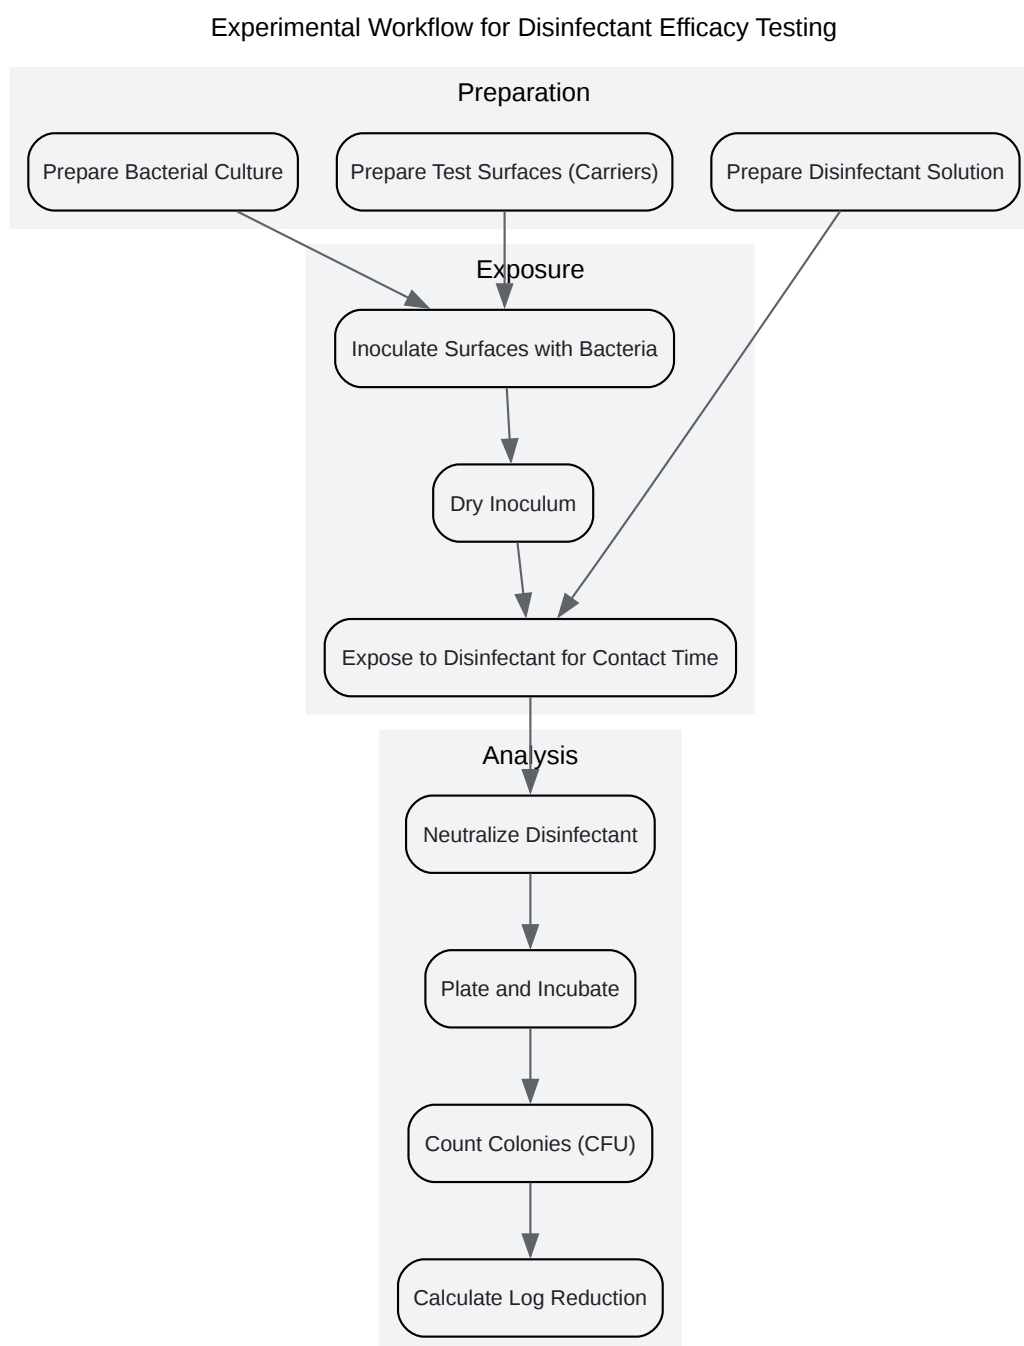 Experimental Workflow for Disinfectant Efficacy Testing
Preparation
Prepare Bacterial Culture
Prepare Test Surfaces (Carriers)
Prepare Disinfectant Solution
Exposure
Inoculate Surfaces with Bacteria
Dry Inoculum
Expose to Disinfectant for Contact Time
Analysis
Neutralize Disinfectant
Plate and Incubate
Count Colonies (CFU)
Calculate Log Reduction